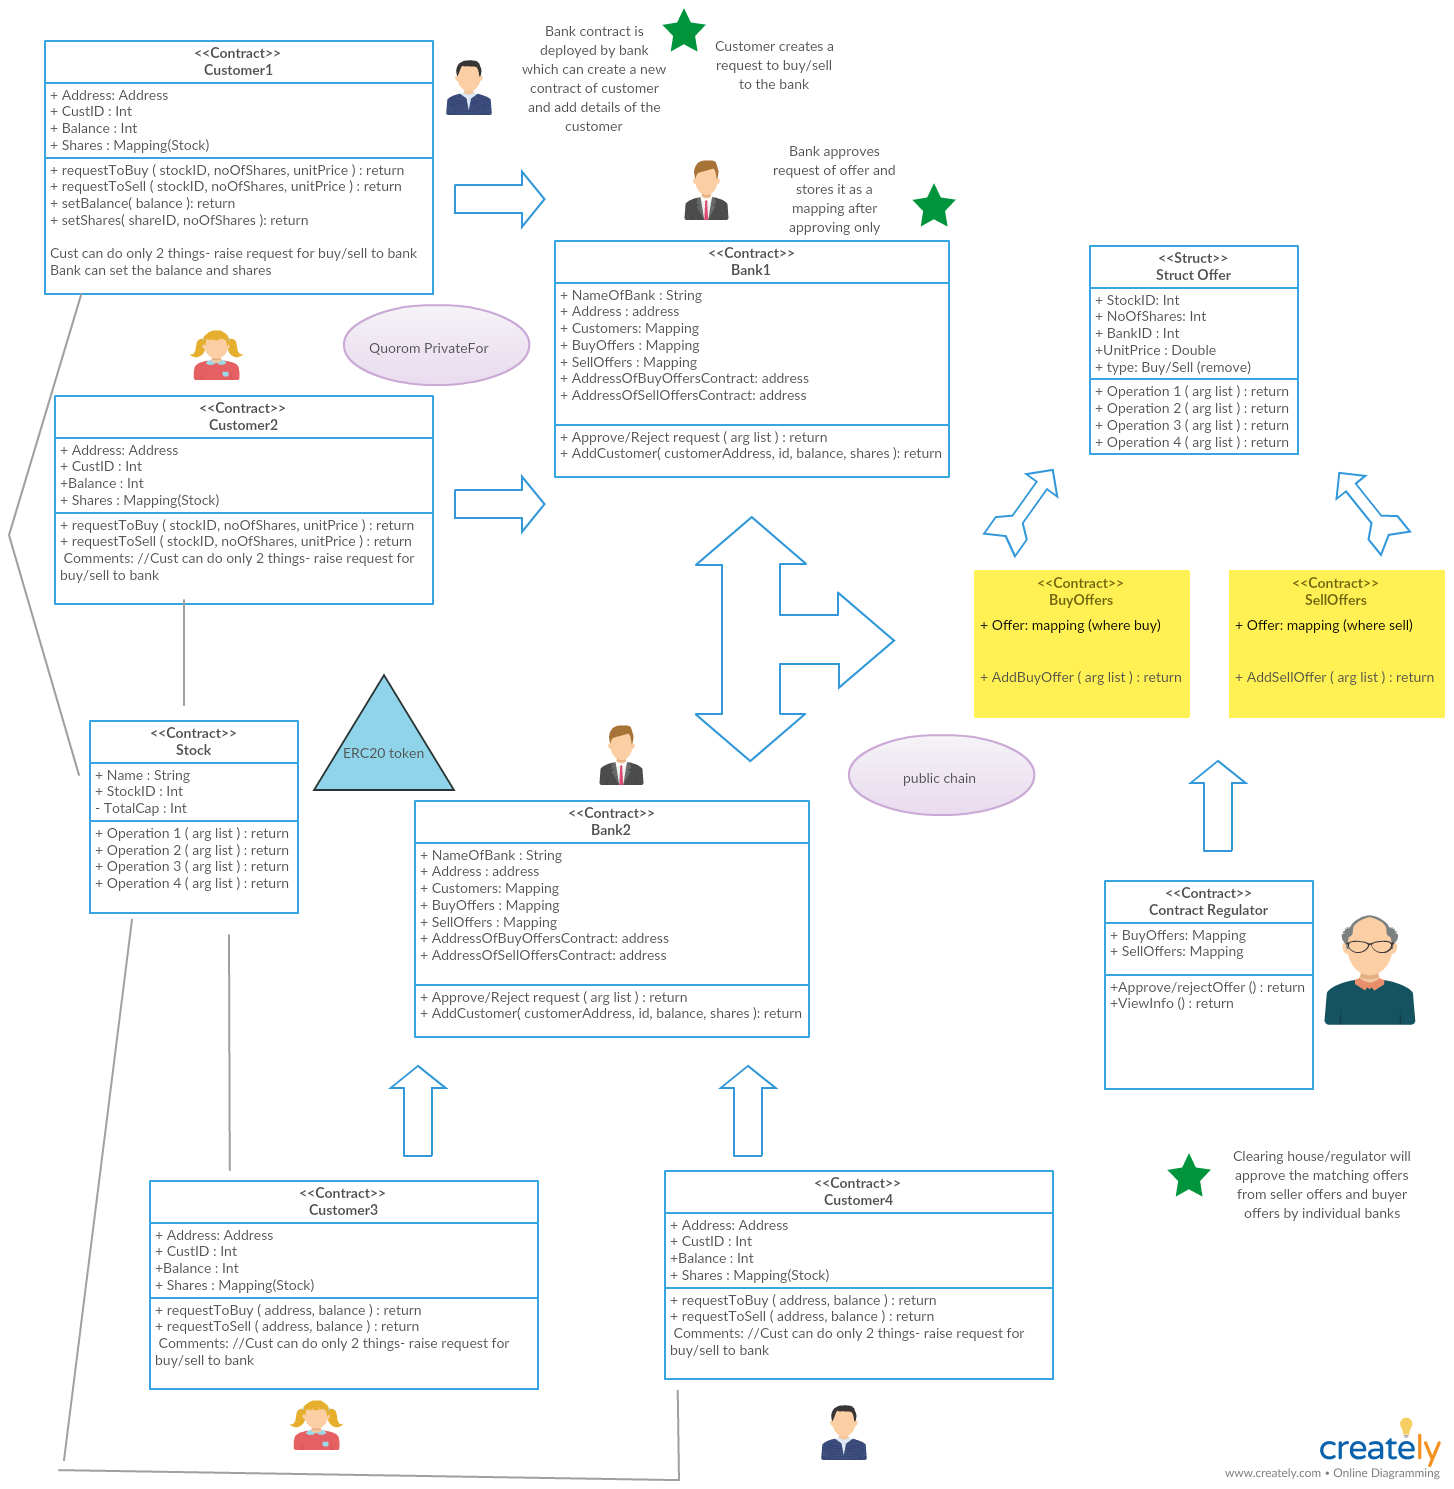 <<Contract>>
Customer1
+ Address: Address
+ CustID : Int
+ Balance : Int
+ Shares : Mapping(Stock)
+ requestToBuy ( stockID, noOfShares, unitPrice ) : return
+ requestToSell ( stockID, noOfShares, unitPrice ) : return
+ setBalance( balance ): return
+ setShares( shareID, noOfShares ): return
Cust can do only 2 things- raise request for buy/sell to bank
Bank can set the balance and shares
Bank contract is
deployed by bank
which can create a new
contract of customer
and add details of the
customer
Customer creates a
request to buy/sell
to the bank
Bank approves
request of offer and
stores it as a
mapping after
approving only
<<Contract>>
Bank1
+ NameOfBank : String
+ Address : address
+ Customers: Mapping
+ BuyOffers : Mapping
+ SellOffers : Mapping
+ AddressOfBuyOffersContract: address
+ AddressOfSellOffersContract: address
+ Approve/Reject request ( arg list ) : return
+ AddCustomer( customerAddress, id, balance, shares ): return
<<Struct>>
Struct Offer
+ StockID: Int
+ NoOfShares: Int
+ BankID : Int
+UnitPrice : Double
+ type: Buy/Sell (remove)
+ Operation 1 ( arg list ) : return
+ Operation 2 ( arg list ) : return
+ Operation 3 ( arg list ) : return
+ Operation 4 ( arg list ) : return
Quorom PrivateFor
<<Contract>>
Customer2
+ Address: Address
+ CustID : Int
+Balance : Int
+ Shares : Mapping(Stock)
+ requestToBuy ( stockID, noOfShares, unitPrice ) : return
+ requestToSell ( stockID, noOfShares, unitPrice ) : return
Comments: //Cust can do only 2 things- raise request for
buy/sell to bank
<<Contract>>
BuyOffers
+ Offer: mapping (where buy)
+ AddBuyOffer ( arg list ) : return
<<Contract>>
SellOffers
+ Offer: mapping (where sell)
+ AddSellOffer ( arg list ) : return
<<Contract>>
Stock
+ Name : String
+ StockID : Int
- TotalCap : Int
+ Operation 1 ( arg list ) : return
+ Operation 2 ( arg list ) : return
+ Operation 3 ( arg list ) : return
+ Operation 4 ( arg list ) : return
ERC20 token
public chain
<<Contract>>
Bank2
+ NameOfBank : String
+ Address : address
+ Customers: Mapping
+ BuyOffers : Mapping
+ SellOffers : Mapping
+ AddressOfBuyOffersContract: address
+ AddressOfSellOffersContract: address
+ Approve/Reject request ( arg list ) : return
+ AddCustomer( customerAddress, id, balance, shares ): return
<<Contract>>
Contract Regulator
+ BuyOffers: Mapping
+ SellOffers: Mapping
+Approve/rejectOffer () : return
+ViewInfo () : return
Clearing house/regulator will
approve the matching offers
from seller offers and buyer
offers by individual banks
<<Contract>>
Customer3
+ Address: Address
+ CustID : Int
+Balance : Int
+ Shares : Mapping(Stock)
+ requestToBuy ( address, balance ) : return
+ requestToSell ( address, balance ) : return
Comments: //Cust can do only 2 things- raise request for
buy/sell to bank
<<Contract>>
Customer4
+ Address: Address
+ CustID : Int
+Balance : Int
+ Shares : Mapping(Stock)
+ requestToBuy ( address, balance ) : return
+ requestToSell ( address, balance ) : return
Comments: //Cust can do only 2 things- raise request for
buy/sell to bank
creately
www.creately.com • Online Diagramming